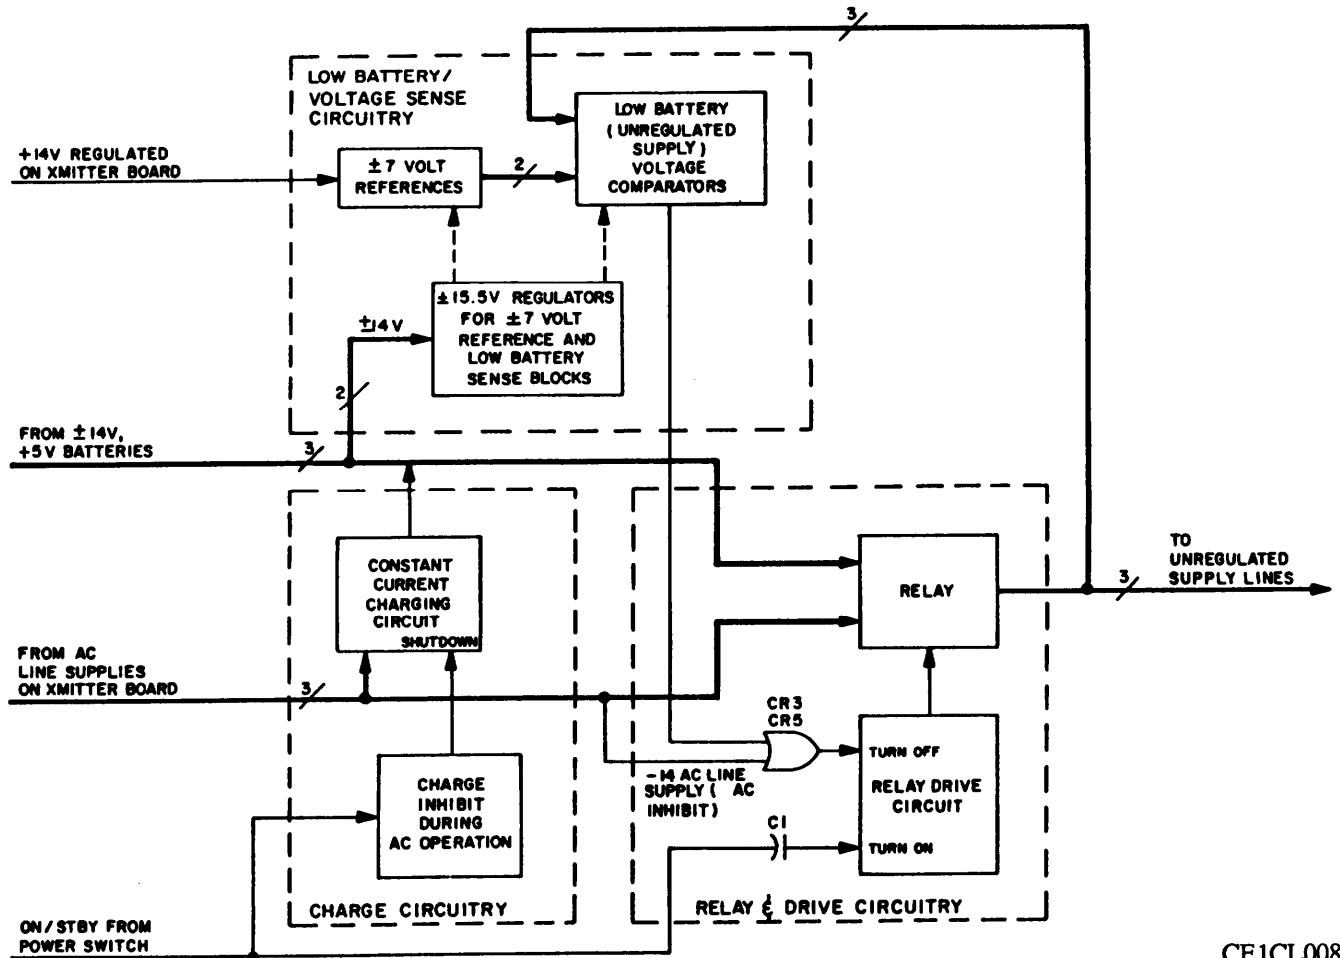 3
LOW BATTERY/
VOLTAGE SENSE
CIRCUITRY
LOW BATTERY
(UNREGULATED
SUPPLY)
VOLTAGE
COMPARATORS
+14V REGULATED
ON XMITTER BOARD
±7 VOLT
REFERENCES
2
±15.5V REGULATORS
FOR ±7 VOLT
REFERENCE AND
LOW BATTERY
SENSE BLOCKS
±14V
2
FROM ±14V,
+5V BATTERIES
3
CONSTANT
CURRENT
CHARGING
CIRCUIT
SHUTDOWN
RELAY
3
TO
UNREGULATED
SUPPLY LINES
FROM AC
LINE SUPPLIES
ON XMITTER BOARD
3
CR3
CR5
-14 AC LINE
SUPPLY ( AC
INHIBIT)
TURN OFF
RELAY DRIVE
CIRCUIT
TURN ON
C1
CHARGE
INHIBIT
DURING
AC OPERATION
CHARGE CIRCUITRY
RELAY & DRIVE CIRCUITRY
ON/STBY FROM
POWER SWITCH
CE1CL008